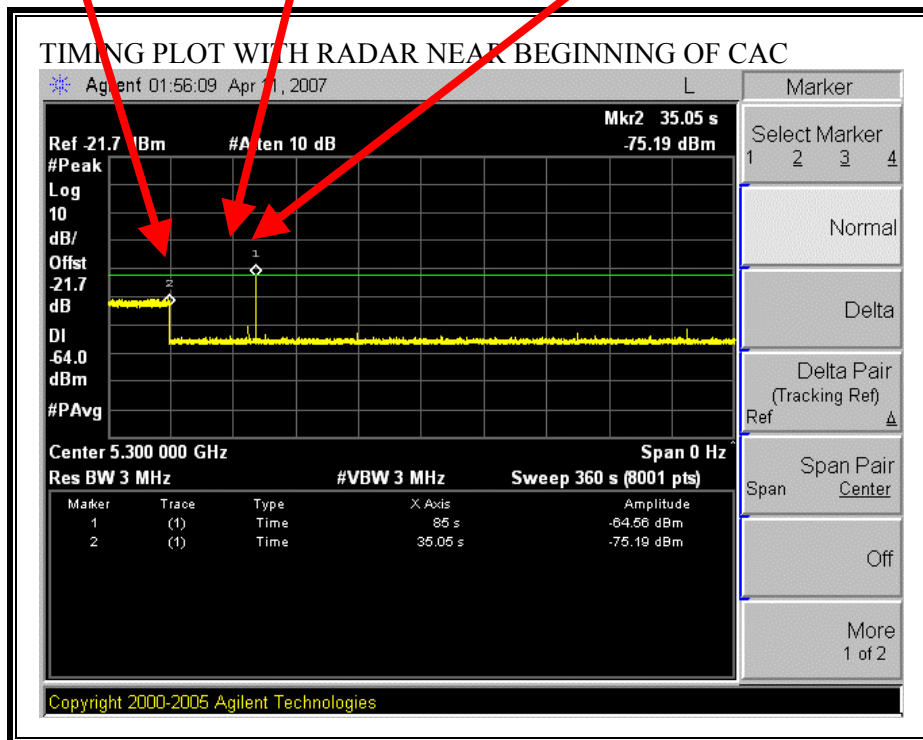 TIMING PLOT WITH RADAR NEAR BEGINNING OF CAC
Agilent 01:56:09 Apr 11, 2007 L
Mkr2 35.05 s
Ref -21.7 dBm #Atten 10 dB -75.19 dBm
#Peak
Log
10
dB/
Offst
-21.7
dB
DI
-64.0
dBm
#PAvg
1
2
Center 5.300 000 GHz Span 0 Hz
Res BW 3 MHz #VBW 3 MHz Sweep 360 s (8001 pts)
Marker Trace Type X Axis Amplitude
1 (1) Time 85 s -64.56 dBm
2 (1) Time 35.05 s -75.19 dBm
Marker
Select Marker
1 2 3 4
Normal
Delta
Delta Pair
(Tracking Ref)
Ref Δ
Span Pair
Span Center
Off
More
1 of 2
Copyright 2000-2005 Agilent Technologies